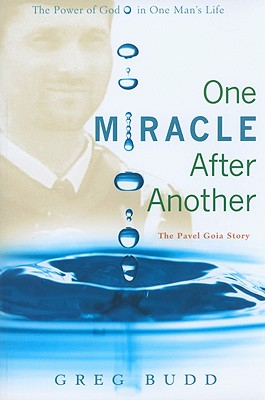 The Power of God in One Man's Life
One
MIRACLE
After
Another
The Pavel Goia Story
GREG BUDD